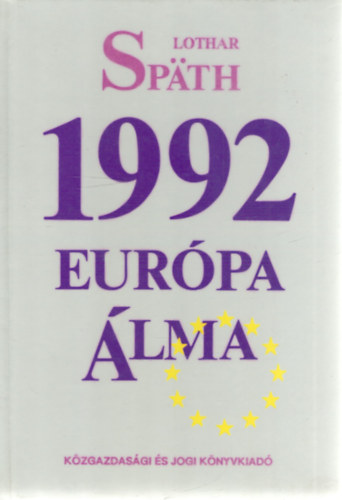 LOTHAR
SPÄTH
1992
EURÓPA
ÁLMA
KÖZGAZDASÁGI ÉS JOGI KÖNYVKIADÓ